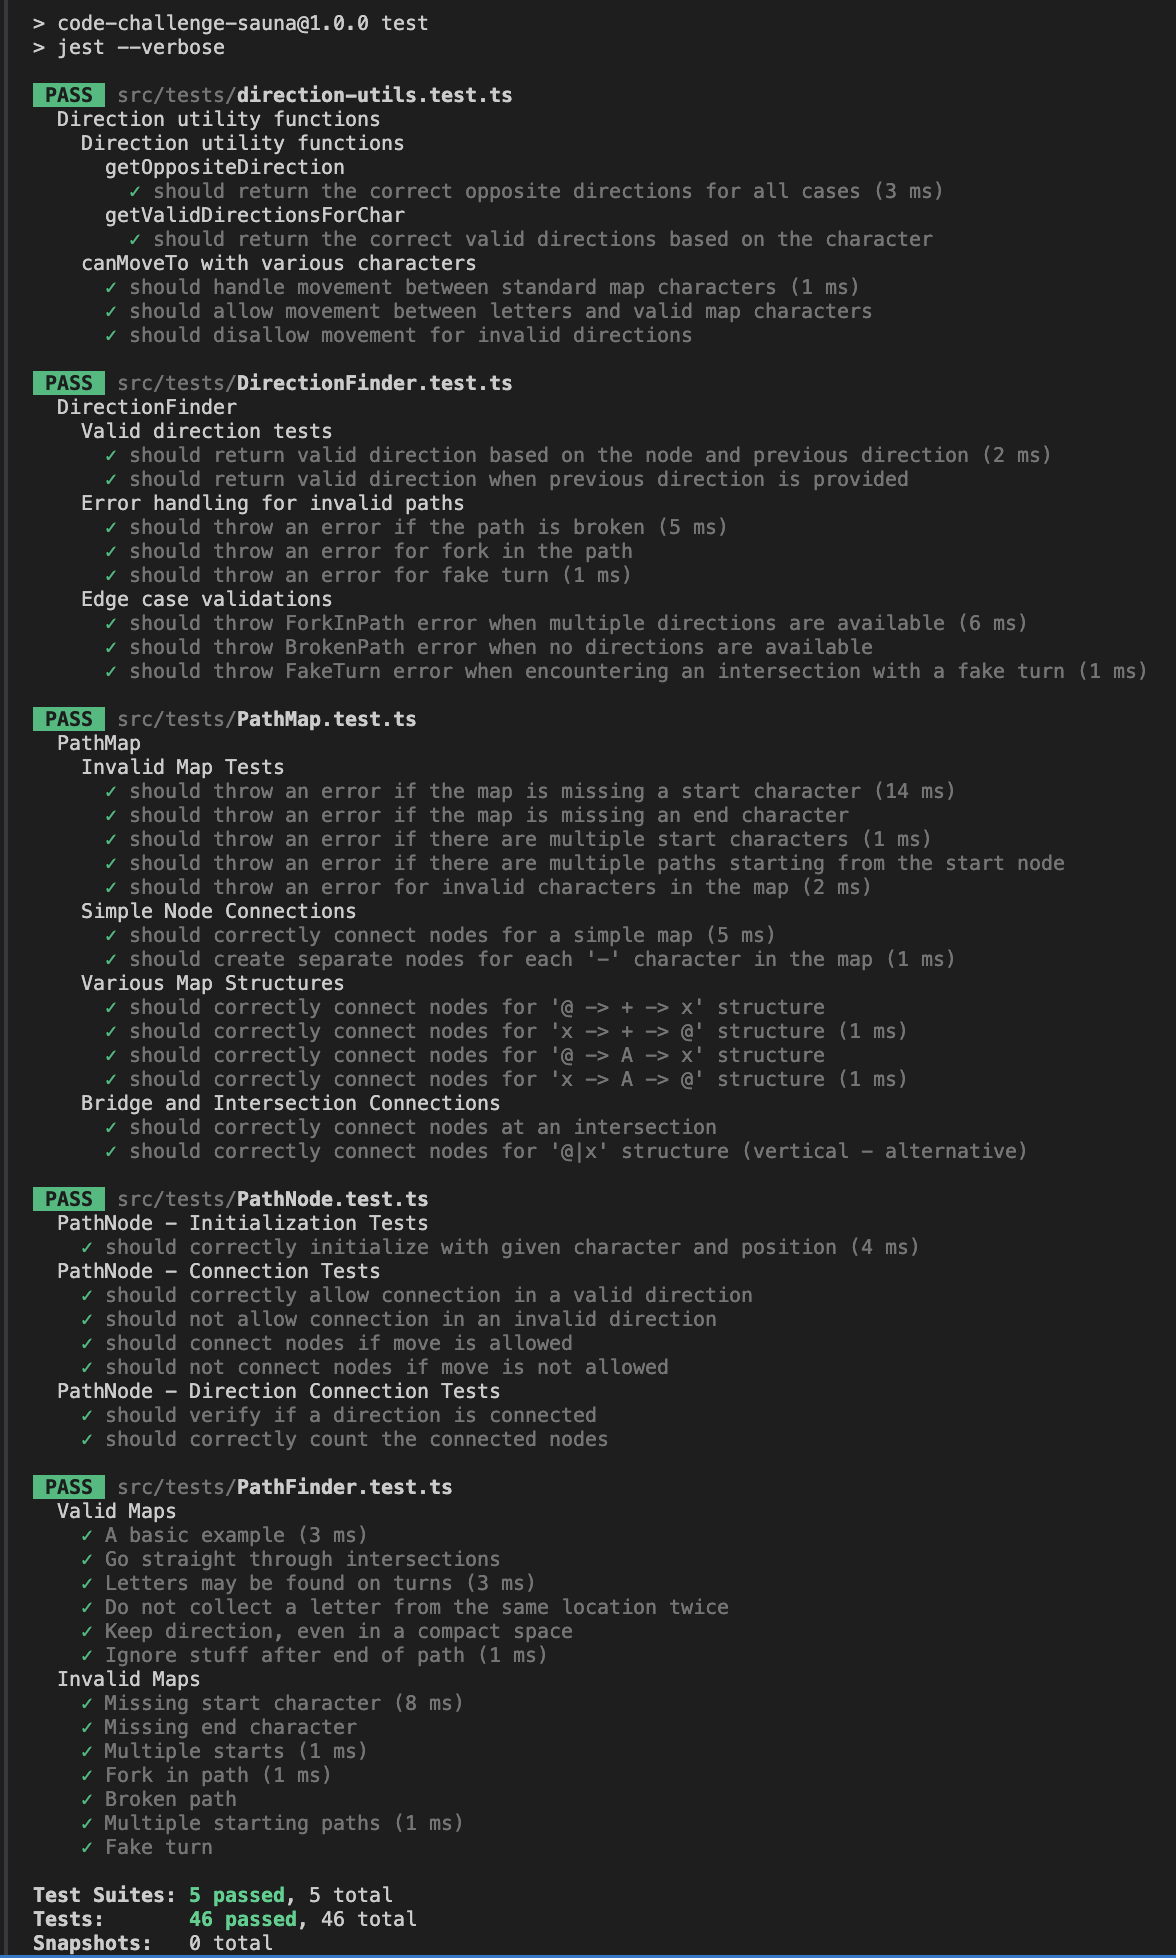 > code-challenge-sauna@1.0.0 test
> jest --verbose
PASS src/tests/direction-utils.test.ts
Direction utility functions
Direction utility functions
getOppositeDirection
✓ should return the correct opposite directions for all cases (3 ms)
getValidDirectionsForChar
✓ should return the correct valid directions based on the character
canMoveTo with various characters
✓ should handle movement between standard map characters (1 ms)
✓ should allow movement between letters and valid map characters
✓ should disallow movement for invalid directions
PASS src/tests/DirectionFinder.test.ts
DirectionFinder
Valid direction tests
✓ should return valid direction based on the node and previous direction (2 ms)
✓ should return valid direction when previous direction is provided
Error handling for invalid paths
✓ should throw an error if the path is broken (5 ms)
✓ should throw an error for fork in the path
✓ should throw an error for fake turn (1 ms)
Edge case validations
✓ should throw ForkInPath error when multiple directions are available (6 ms)
✓ should throw BrokenPath error when no directions are available
✓ should throw FakeTurn error when encountering an intersection with a fake turn (1 ms)
PASS src/tests/PathMap.test.ts
PathMap
Invalid Map Tests
✓ should throw an error if the map is missing a start character (14 ms)
✓ should throw an error if the map is missing an end character
✓ should throw an error if there are multiple start characters (1 ms)
✓ should throw an error if there are multiple paths starting from the start node
✓ should throw an error for invalid characters in the map (2 ms)
Simple Node Connections
✓ should correctly connect nodes for a simple map (5 ms)
✓ should create separate nodes for each '-' character in the map (1 ms)
Various Map Structures
✓ should correctly connect nodes for '@ -> + -> x' structure
✓ should correctly connect nodes for 'x -> + -> @' structure (1 ms)
✓ should correctly connect nodes for '@ -> A -> x' structure
✓ should correctly connect nodes for 'x -> A -> @' structure (1 ms)
Bridge and Intersection Connections
✓ should correctly connect nodes at an intersection
✓ should correctly connect nodes for '@|x' structure (vertical - alternative)
PASS src/tests/PathNode.test.ts
PathNode - Initialization Tests
✓ should correctly initialize with given character and position (4 ms)
PathNode - Connection Tests
✓ should correctly allow connection in a valid direction
✓ should not allow connection in an invalid direction
✓ should connect nodes if move is allowed
✓ should not connect nodes if move is not allowed
PathNode - Direction Connection Tests
✓ should verify if a direction is connected
✓ should correctly count the connected nodes
PASS src/tests/PathFinder.test.ts
Valid Maps
✓ A basic example (3 ms)
✓ Go straight through intersections
✓ Letters may be found on turns (3 ms)
✓ Do not collect a letter from the same location twice
✓ Keep direction, even in a compact space
✓ Ignore stuff after end of path (1 ms)
Invalid Maps
✓ Missing start character (8 ms)
✓ Missing end character
✓ Multiple starts (1 ms)
✓ Fork in path (1 ms)
✓ Broken path
✓ Multiple starting paths (1 ms)
✓ Fake turn
Test Suites: 5 passed, 5 total
Tests: 46 passed, 46 total
Snapshots: 0 total